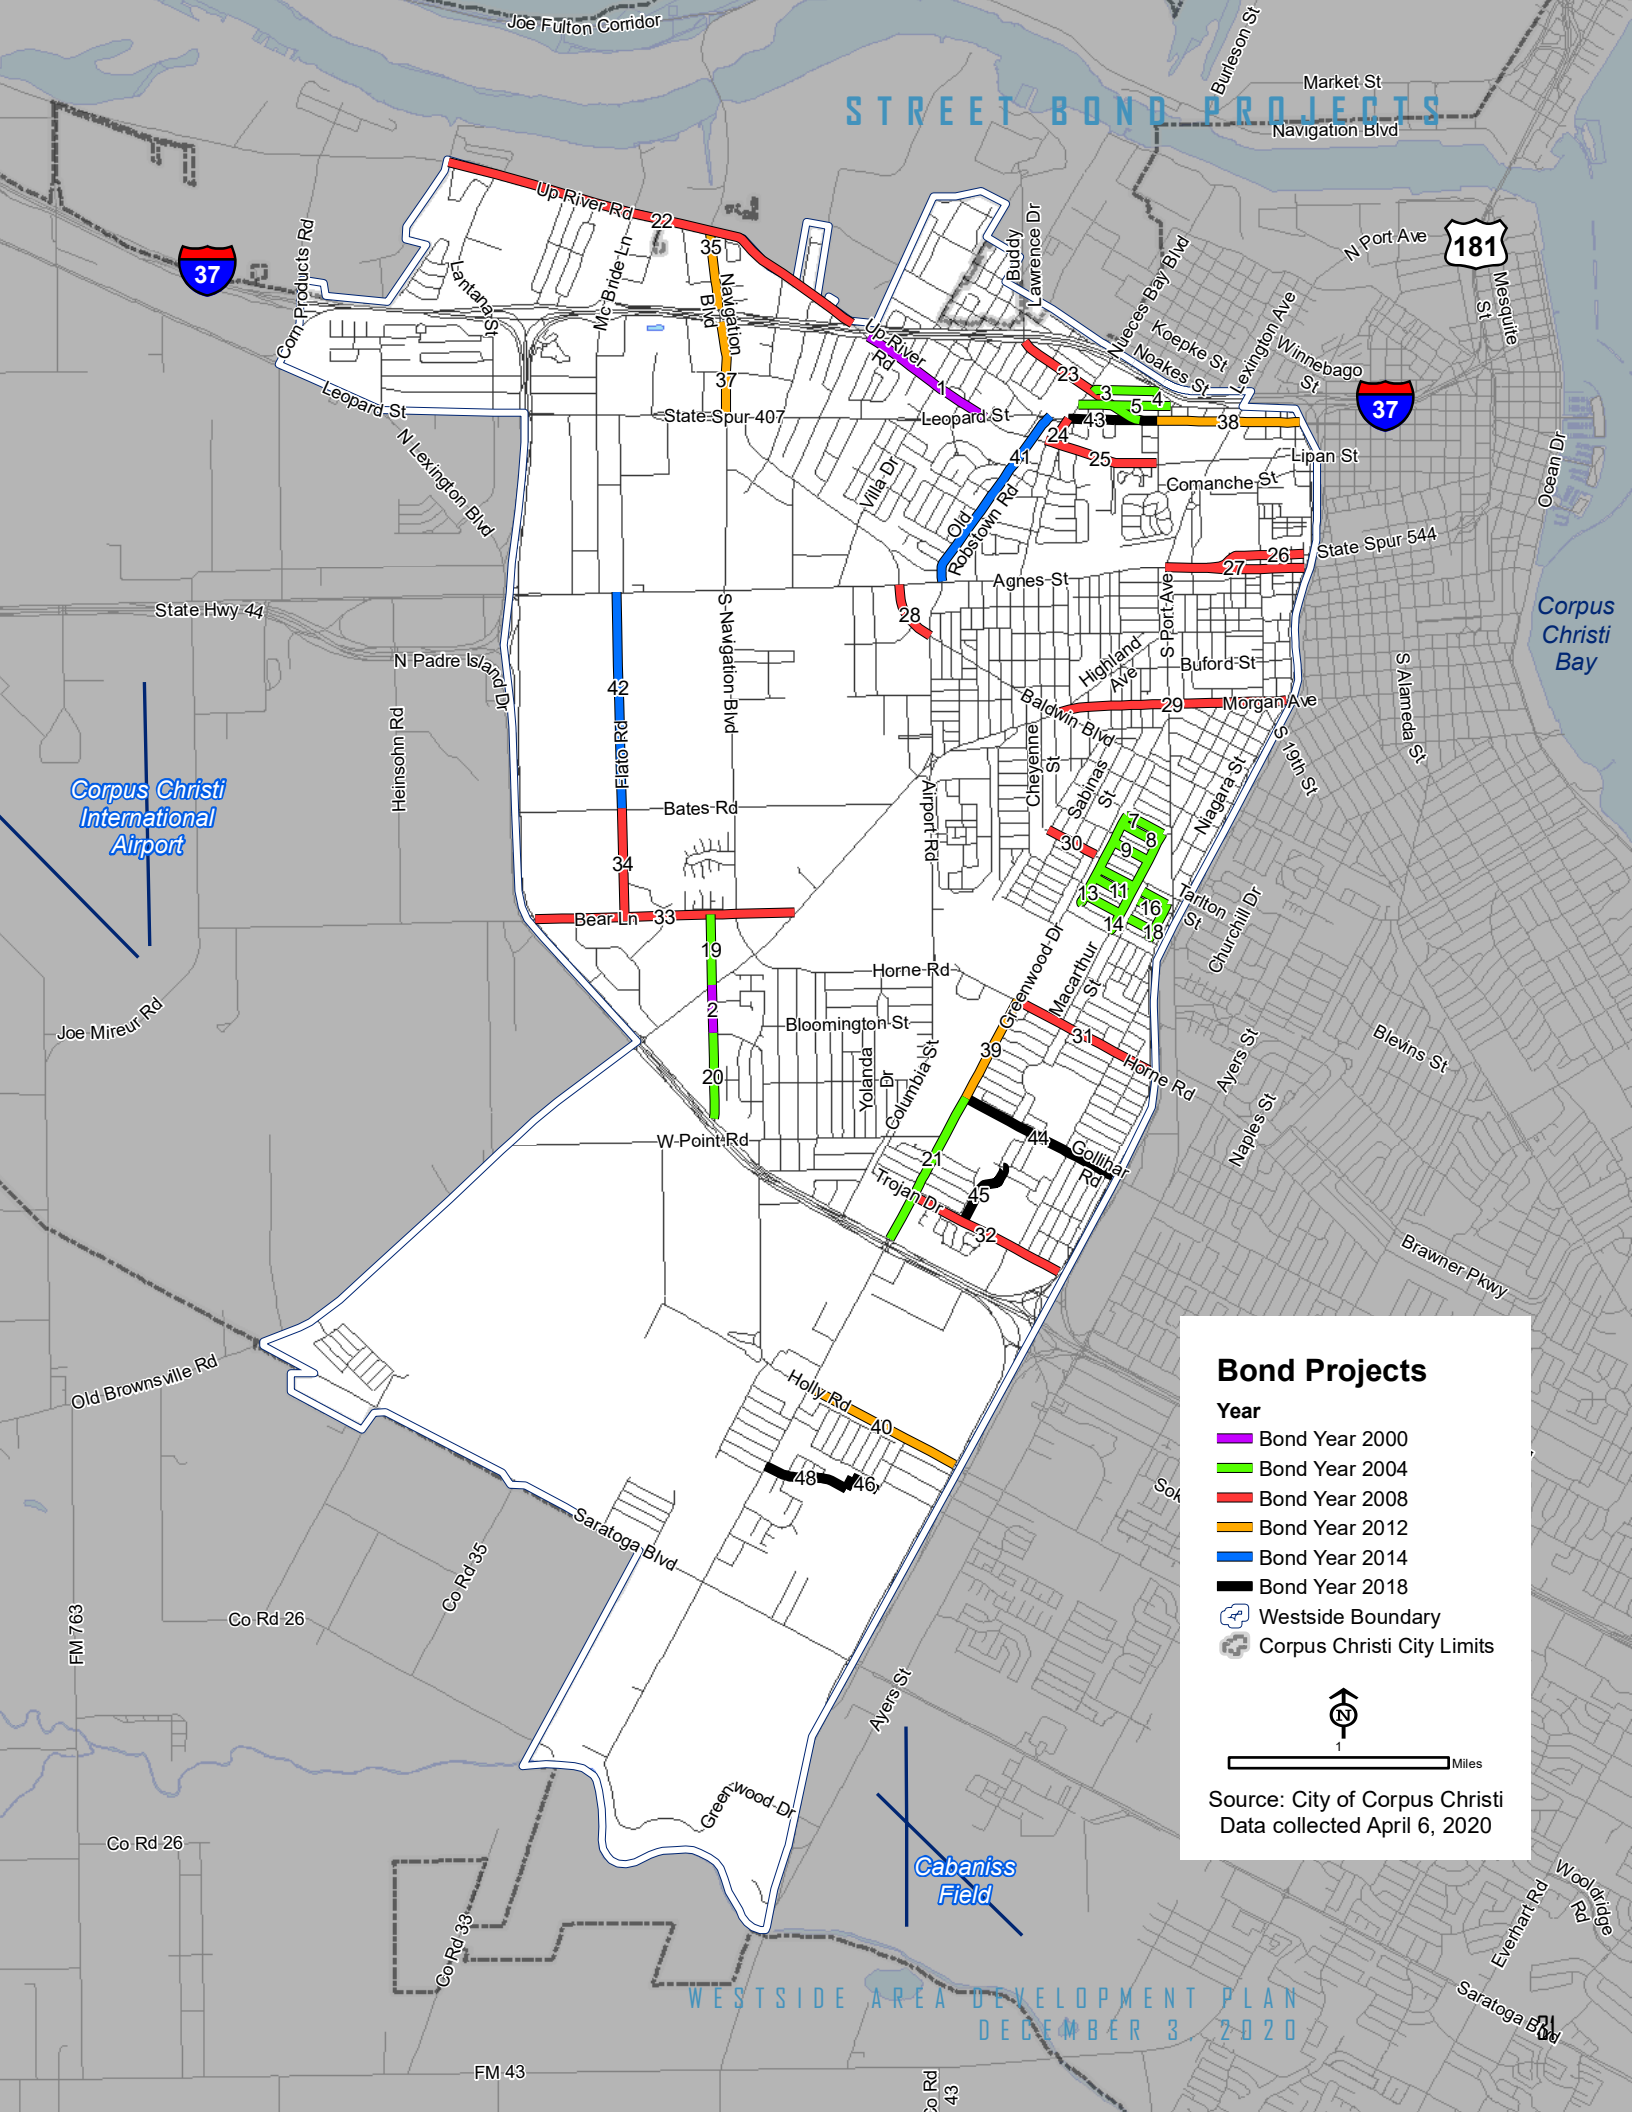 Joe Fulton Corridor
Burleson St
Market St
STREET BOND PROJECTS
Navigation Blvd
Up River Rd
22
35
Buddy
Lawrence Dr
N Port Ave
181
Mesquite
St
37
Corn Products Rd
Lantana St
Mc Bride Ln
Navigation
Blvd
Nueces Bay Blvd
Koepke St
Noakes St
Lexington Ave
Winnebago
St
Up River
Rd
23
37
1
3
4
5
37
Leopard St
State Spur 407
Leopard St
43
38
24
25
41
Lipan St
Comanche St
N Lexington Blvd
Villa Dr
Old
Robstown Rd
Ocean Dr
26
27
State Spur 544
Agnes St
State Hwy 44
28
S Navigation Blvd
S Port Ave
Corpus
Christi
Bay
N Padre Island Dr
Highland
Ave
Buford St
42
Baldwin Blvd
29
Morgan Ave
S Alameda St
Heinsohn Rd
Flato Rd
Cheyenne
St
Sabinas
St
S 19th St
Niagara St
Corpus Christi
International
Airport
Bates Rd
Airport Rd
7
8
9
30
34
13
11
16
14
18
Tarlton
St
Churchill Dr
Bear Ln
33
19
Greenwood Dr
Macarthur
St
Horne Rd
2
Joe Mireur Rd
Bloomington St
39
31
Horne Rd
Ayers St
Blevins St
20
Yolanda
Dr
Columbia St
Naples St
W Point Rd
44
Gollihar
Rd
21
Trojan Dr
45
32
Brawner Pkwy
Old Brownsville Rd
Holly Rd
40
48
46
Saratoga Blvd
Co Rd 35
Co Rd 26
FM 763
Ayers St
Bond Projects
Year
Bond Year 2000
Bond Year 2004
Bond Year 2008
Bond Year 2012
Bond Year 2014
Bond Year 2018
Westside Boundary
Corpus Christi City Limits
N
1
Miles
Source: City of Corpus Christi
Data collected April 6, 2020
Greenwood Dr
Co Rd 26
Cabaniss
Field
Co Rd 33
Everhart Rd
Wooldridge
Rd
Saratoga Blvd
WESTSIDE AREA DEVELOPMENT PLAN
DECEMBER 3, 2020
FM 43
Co Rd
43